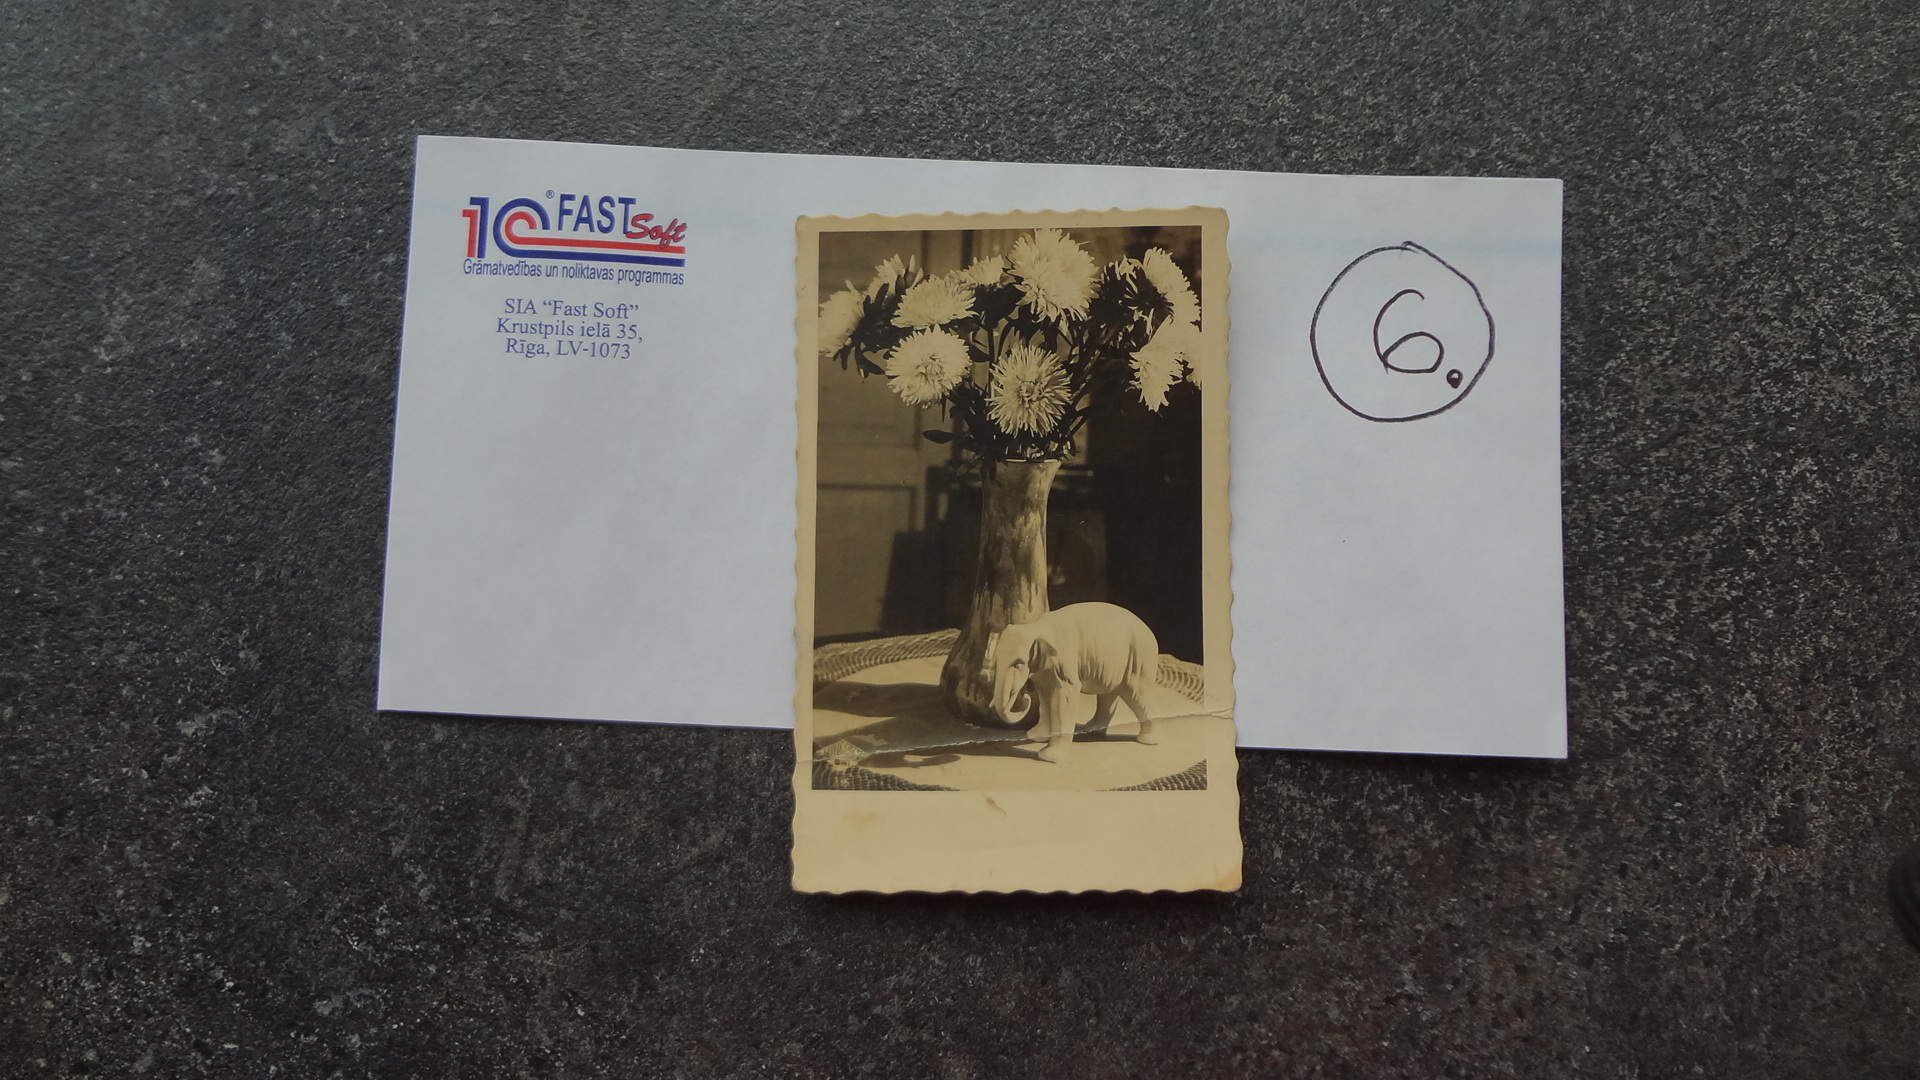 1C® FAST Soft
Grāmatvedības un noliktavas programmas
SIA “Fast Soft”
Krustpils ielā 35,
Rīga, LV-1073
6.